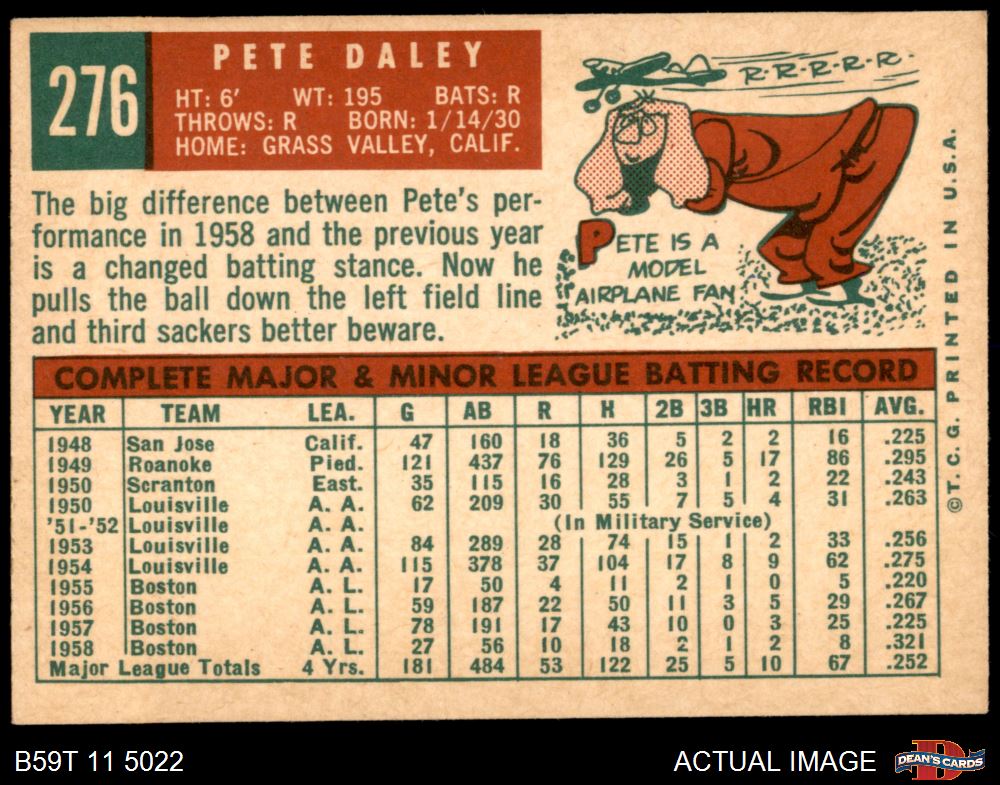 276
PETE DALEY
HT: 6' WT: 195 BATS: R
THROWS: R BORN: 1/14/30
HOME: GRASS VALLEY, CALIF.
R-R-R-R-R-R-
PETE IS A
MODEL
AIRPLANE FAN
The big difference between Pete's per-
formance in 1958 and the previous year
is a changed batting stance. Now he
pulls the ball down the left field line
and third sackers better beware.
COMPLETE MAJOR & MINOR LEAGUE BATTING RECORD
YEAR TEAM LEA. G AB R H 2B 3B HR RBI AVG.
1948 San Jose Calif. 47 160 18 36 5 2 2 16 .225
1949 Roanoke Pied. 121 437 76 129 26 5 17 86 .295
1950 Scranton East. 35 115 16 28 3 1 2 22 .243
1950 Louisville A. A. 62 209 30 55 7 5 4 31 .263
'51-'52 Louisville A. A. (In Military Service)
1953 Louisville A. A. 84 289 28 74 15 1 2 33 .256
1954 Louisville A. A. 115 378 37 104 17 8 9 62 .275
1955 Boston A. L. 17 50 4 11 2 1 0 5 .220
1956 Boston A. L. 59 187 22 50 11 3 5 29 .267
1957 Boston A. L. 78 191 17 43 10 0 3 25 .225
1958 Boston A. L. 27 56 10 18 2 1 2 8 .321
Major League Totals 4 Yrs. 181 484 53 122 25 5 10 67 .252
© T. C. G. PRINTED IN U.S.A.
B59T 11 5022
ACTUAL IMAGE
DEAN'S CARDS